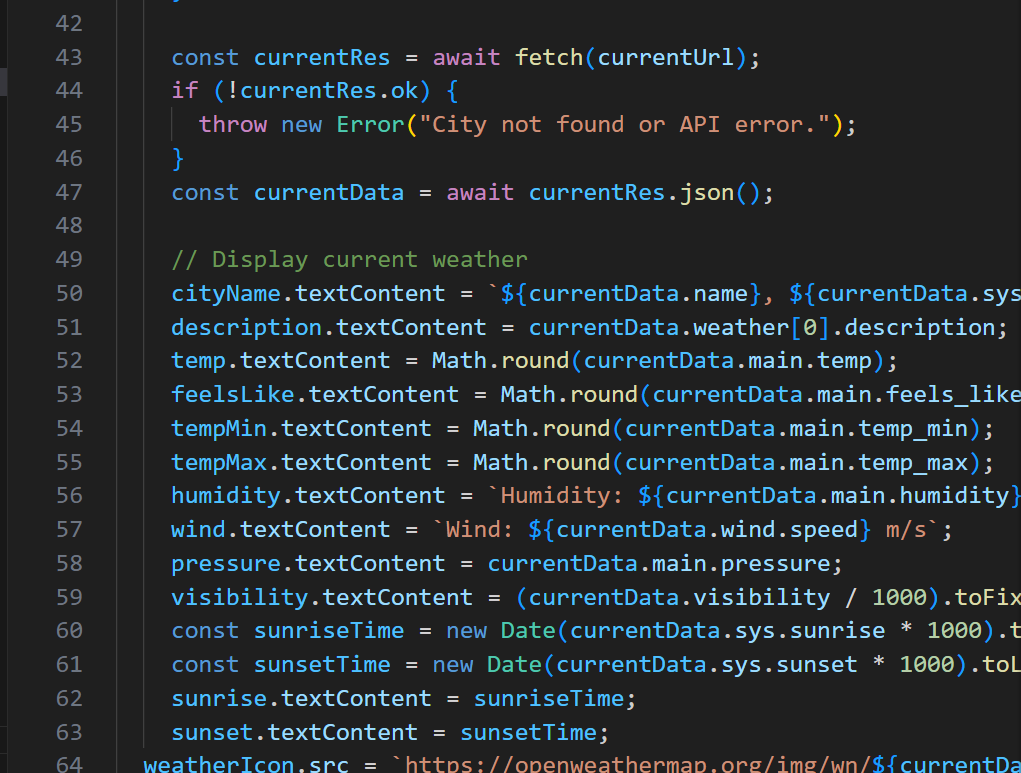 42
43 const currentRes = await fetch(currentUrl);
44 if (!currentRes.ok) {
45 throw new Error("City not found or API error.");
46 }
47 const currentData = await currentRes.json();
48
49 // Display current weather
50 cityName.textContent = `${currentData.name}, ${currentData.sys
51 description.textContent = currentData.weather[0].description;
52 temp.textContent = Math.round(currentData.main.temp);
53 feelsLike.textContent = Math.round(currentData.main.feels_like
54 tempMin.textContent = Math.round(currentData.main.temp_min);
55 tempMax.textContent = Math.round(currentData.main.temp_max);
56 humidity.textContent = `Humidity: ${currentData.main.humidity}
57 wind.textContent = `Wind: ${currentData.wind.speed} m/s`;
58 pressure.textContent = currentData.main.pressure;
59 visibility.textContent = (currentData.visibility / 1000).toFix
60 const sunriseTime = new Date(currentData.sys.sunrise * 1000).t
61 const sunsetTime = new Date(currentData.sys.sunset * 1000).toL
62 sunrise.textContent = sunriseTime;
63 sunset.textContent = sunsetTime;
64 weatherIcon.src = `https://openweathermap.org/img/wn/${currentDa